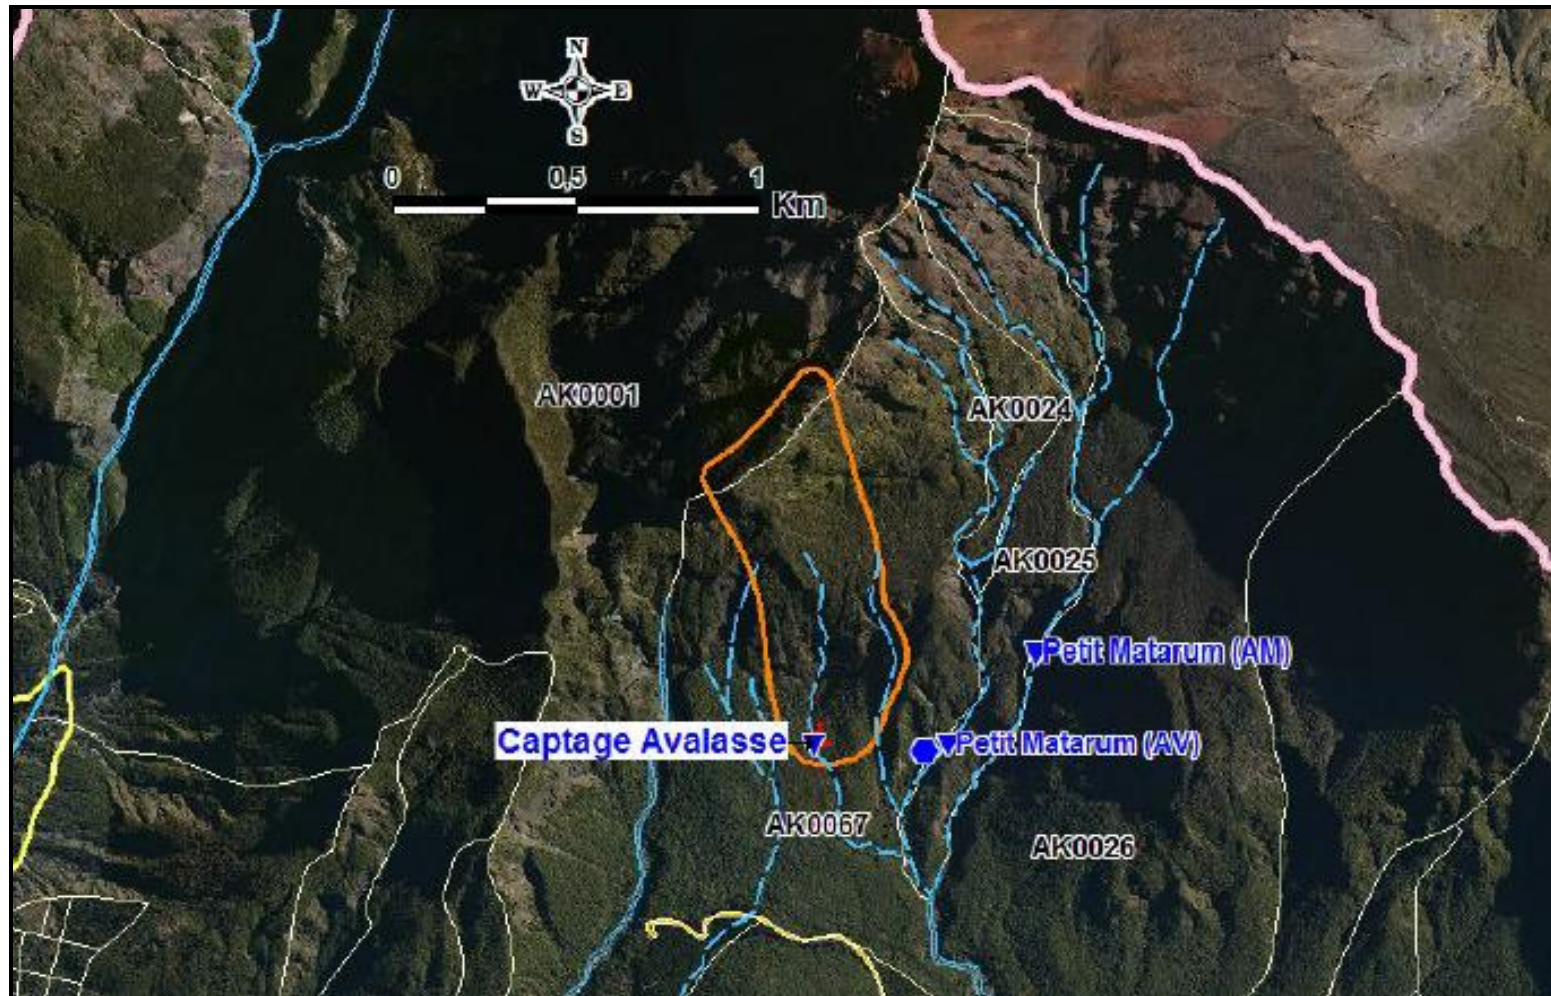 N
W E
S
0 0,5 1
Km
AK0001
AK0024
AK0025
Petit Matarum (AM)
Captage Avalasse
Petit Matarum (AV)
AK0067
AK0026